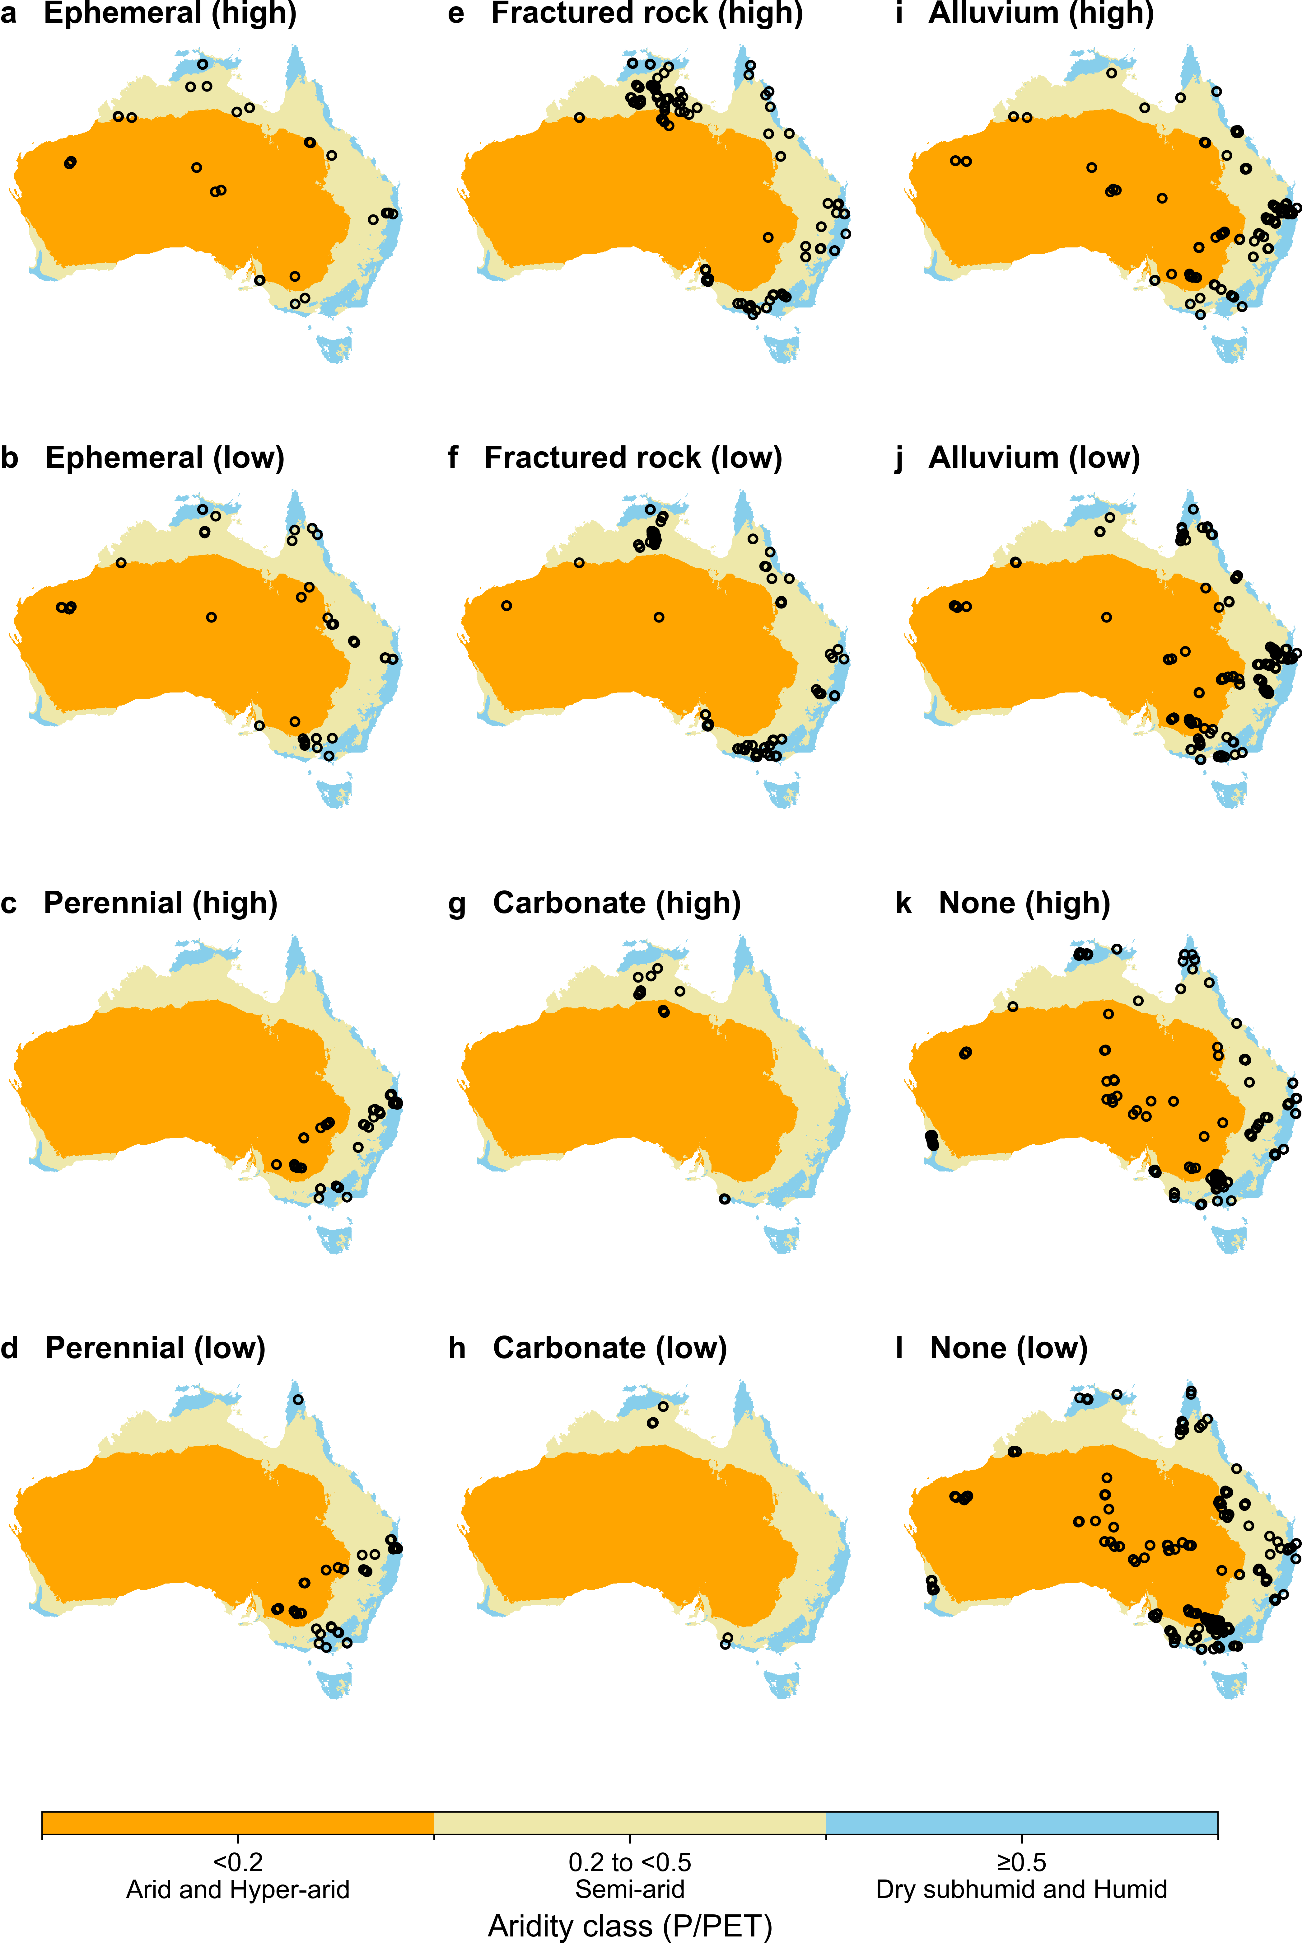 a Ephemeral (high)
e Fractured rock (high)
i Alluvium (high)
b Ephemeral (low)
f Fractured rock (low)
j Alluvium (low)
c Perennial (high)
g Carbonate (high)
k None (high)
d Perennial (low)
h Carbonate (low)
l None (low)
<0.2
0.2 to <0.5
≥0.5
Arid and Hyper-arid
Semi-arid
Dry subhumid and Humid
Aridity class (P/PET)